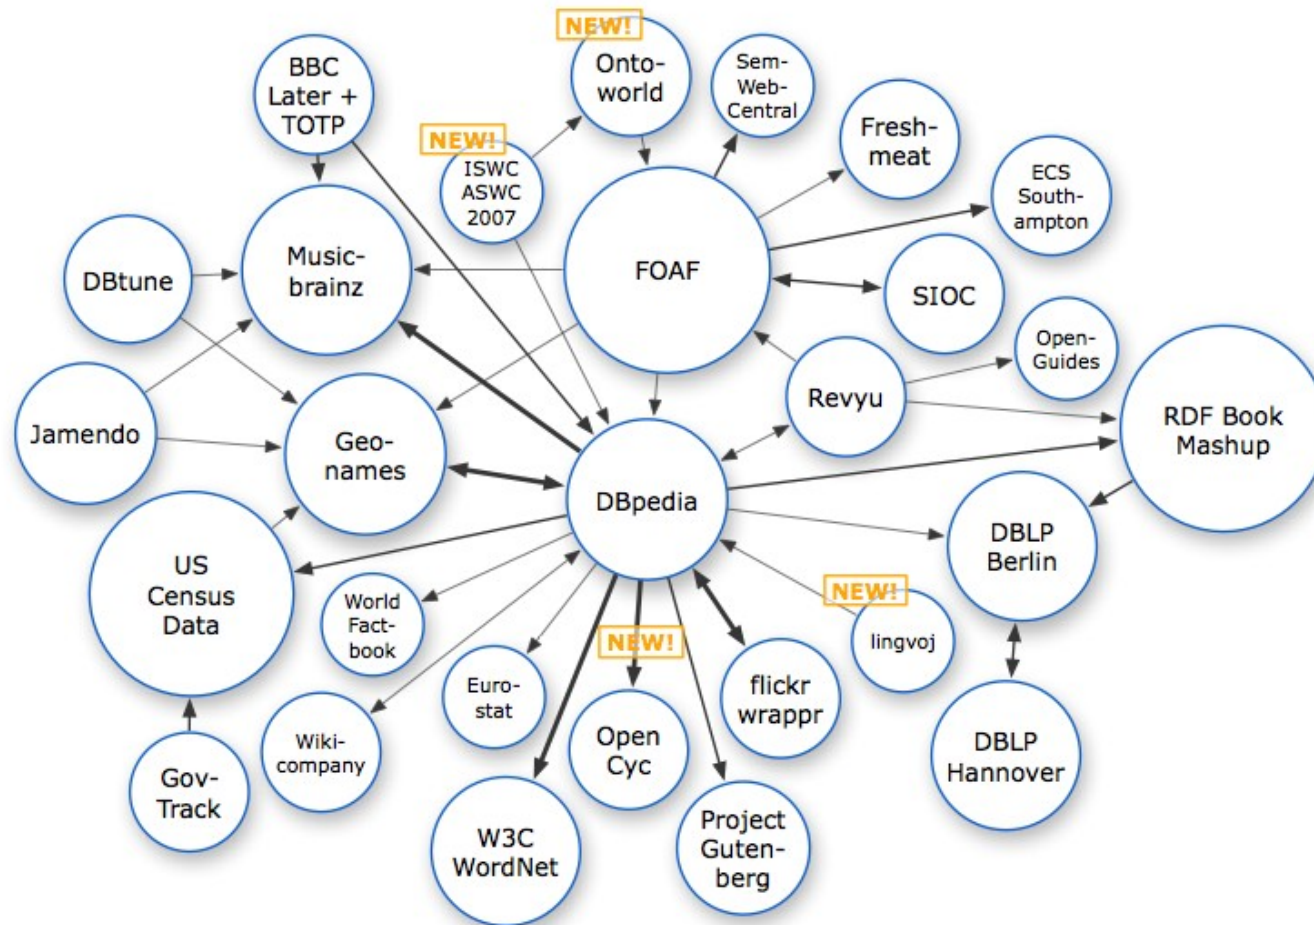 NEW!
Onto-
world
BBC
Later +
TOTP
Sem-
Web-
Central
NEW!
ISWC
ASWC
2007
Fresh-
meat
ECS
South-
ampton
DBtune
Music-
brainz
FOAF
SIOC
Open-
Guides
Revyu
RDF Book
Mashup
Jamendo
Geo-
names
DBpedia
DBLP
Berlin
US
Census
Data
World
Fact-
book
NEW!
lingvoj
NEW!
Euro-
stat
flickr
wrappr
Open
Cyc
Wiki-
company
DBLP
Hannover
Gov-
Track
W3C
WordNet
Project
Guten-
berg